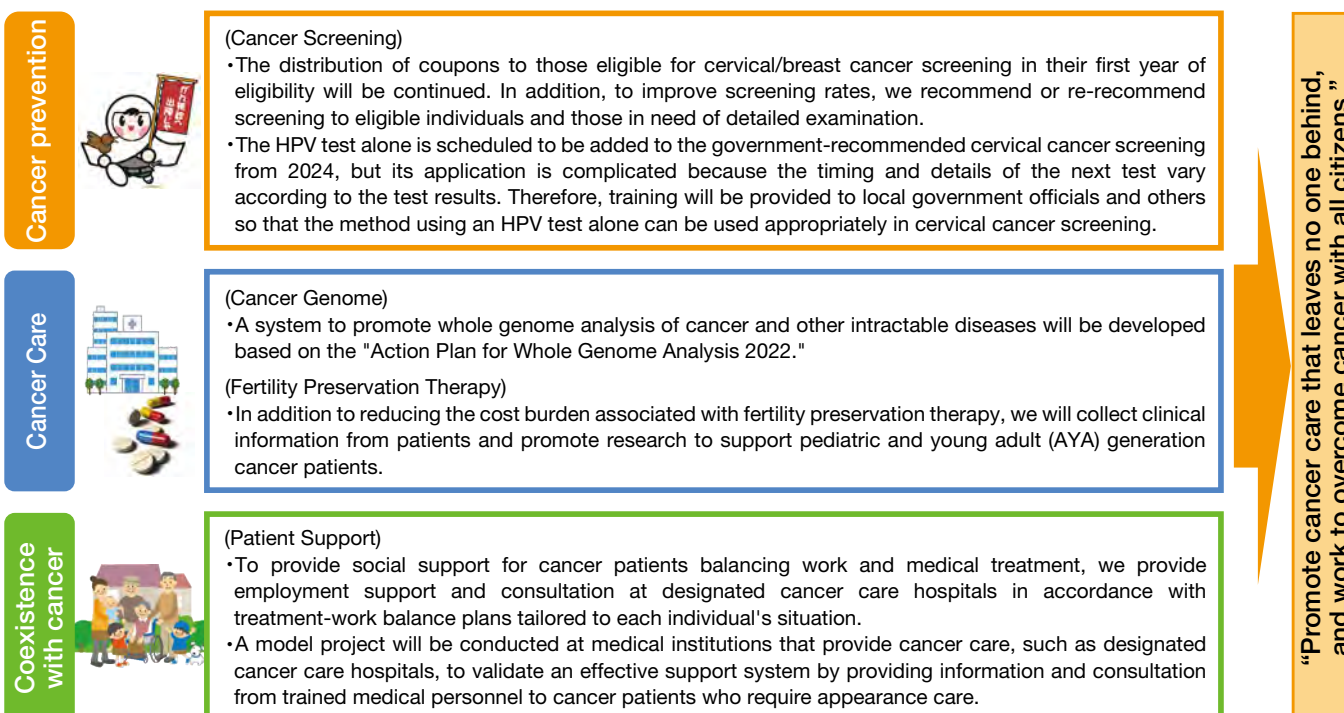 Cancer prevention
(Cancer Screening)
・The distribution of coupons to those eligible for cervical/breast cancer screening in their first year of
eligibility will be continued. In addition, to improve screening rates, we recommend or re-recommend
screening to eligible individuals and those in need of detailed examination.
・The HPV test alone is scheduled to be added to the government-recommended cervical cancer screening
from 2024, but its application is complicated because the timing and details of the next test vary
according to the test results. Therefore, training will be provided to local government officials and others
so that the method using an HPV test alone can be used appropriately in cervical cancer screening.
Cancer Care
(Cancer Genome)
・A system to promote whole genome analysis of cancer and other intractable diseases will be developed
based on the "Action Plan for Whole Genome Analysis 2022."
(Fertility Preservation Therapy)
・In addition to reducing the cost burden associated with fertility preservation therapy, we will collect clinical
information from patients and promote research to support pediatric and young adult (AYA) generation
cancer patients.
Coexistence
with cancer
(Patient Support)
・To provide social support for cancer patients balancing work and medical treatment, we provide
employment support and consultation at designated cancer care hospitals in accordance with
treatment-work balance plans tailored to each individual's situation.
・A model project will be conducted at medical institutions that provide cancer care, such as designated
cancer care hospitals, to validate an effective support system by providing information and consultation
from trained medical personnel to cancer patients who require appearance care.
“Promote cancer care that leaves no one behind,
and work to overcome cancer with all citizens.”